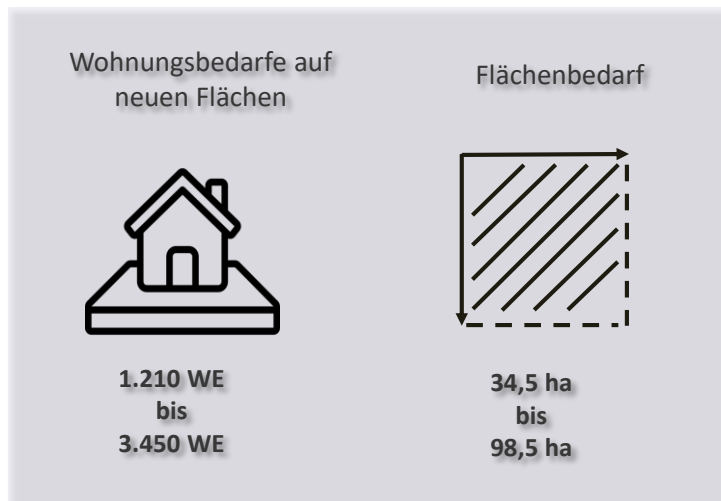 Wohnungsbedarfe auf
neuen Flächen
Flächenbedarf
1.210 WE
bis
3.450 WE
34,5 ha
bis
98,5 ha